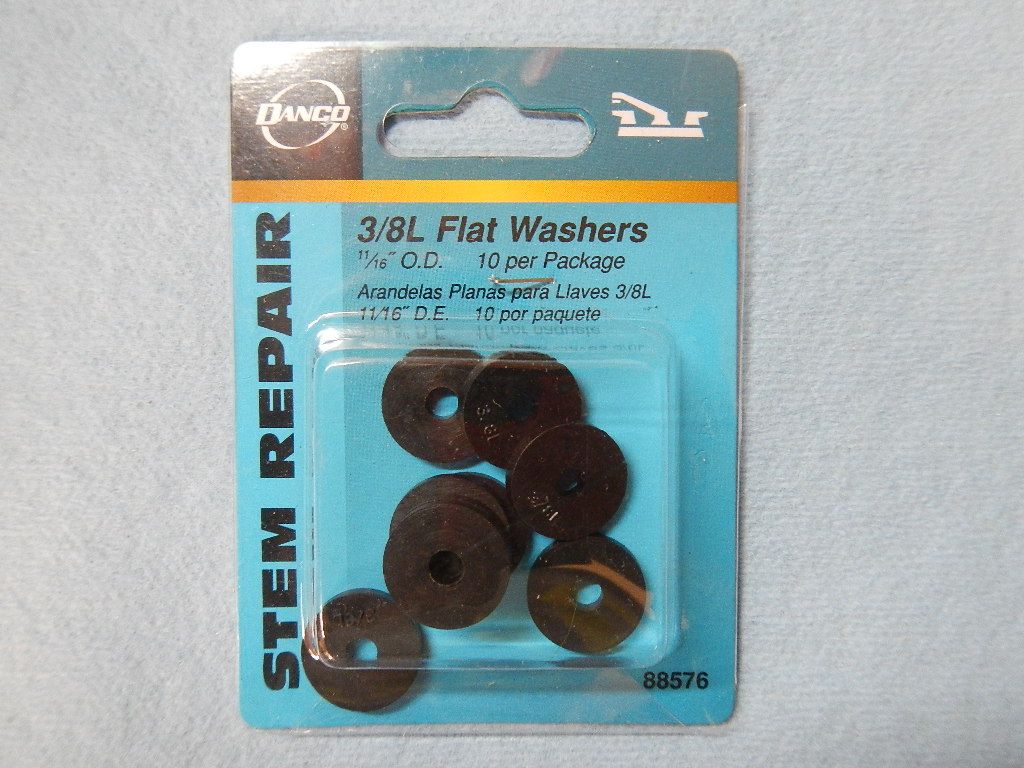 DANCO®
STEM REPAIR
3/8L Flat Washers
11/16" O.D. 10 per Package
Arandelas Planas para Llaves 3/8L
11/16" D.E. 10 por paquete
88576